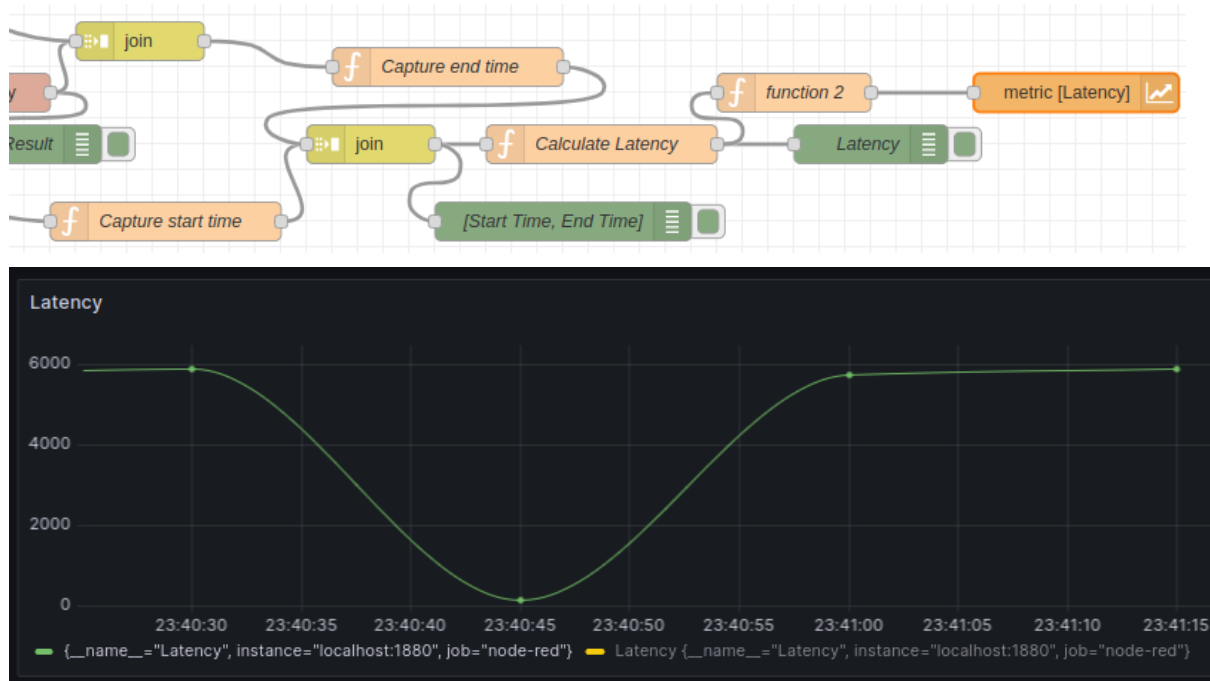 join
Capture end time
y
function 2
metric [Latency]
Result
join
Calculate Latency
Latency
Capture start time
[Start Time, End Time]
Latency
6000
4000
2000
0
23:40:30 23:40:35 23:40:40 23:40:45 23:40:50 23:40:55 23:41:00 23:41:05 23:41:10 23:41:15
{__name__="Latency", instance="localhost:1880", job="node-red"} Latency {__name__="Latency", instance="localhost:1880", job="node-red"}